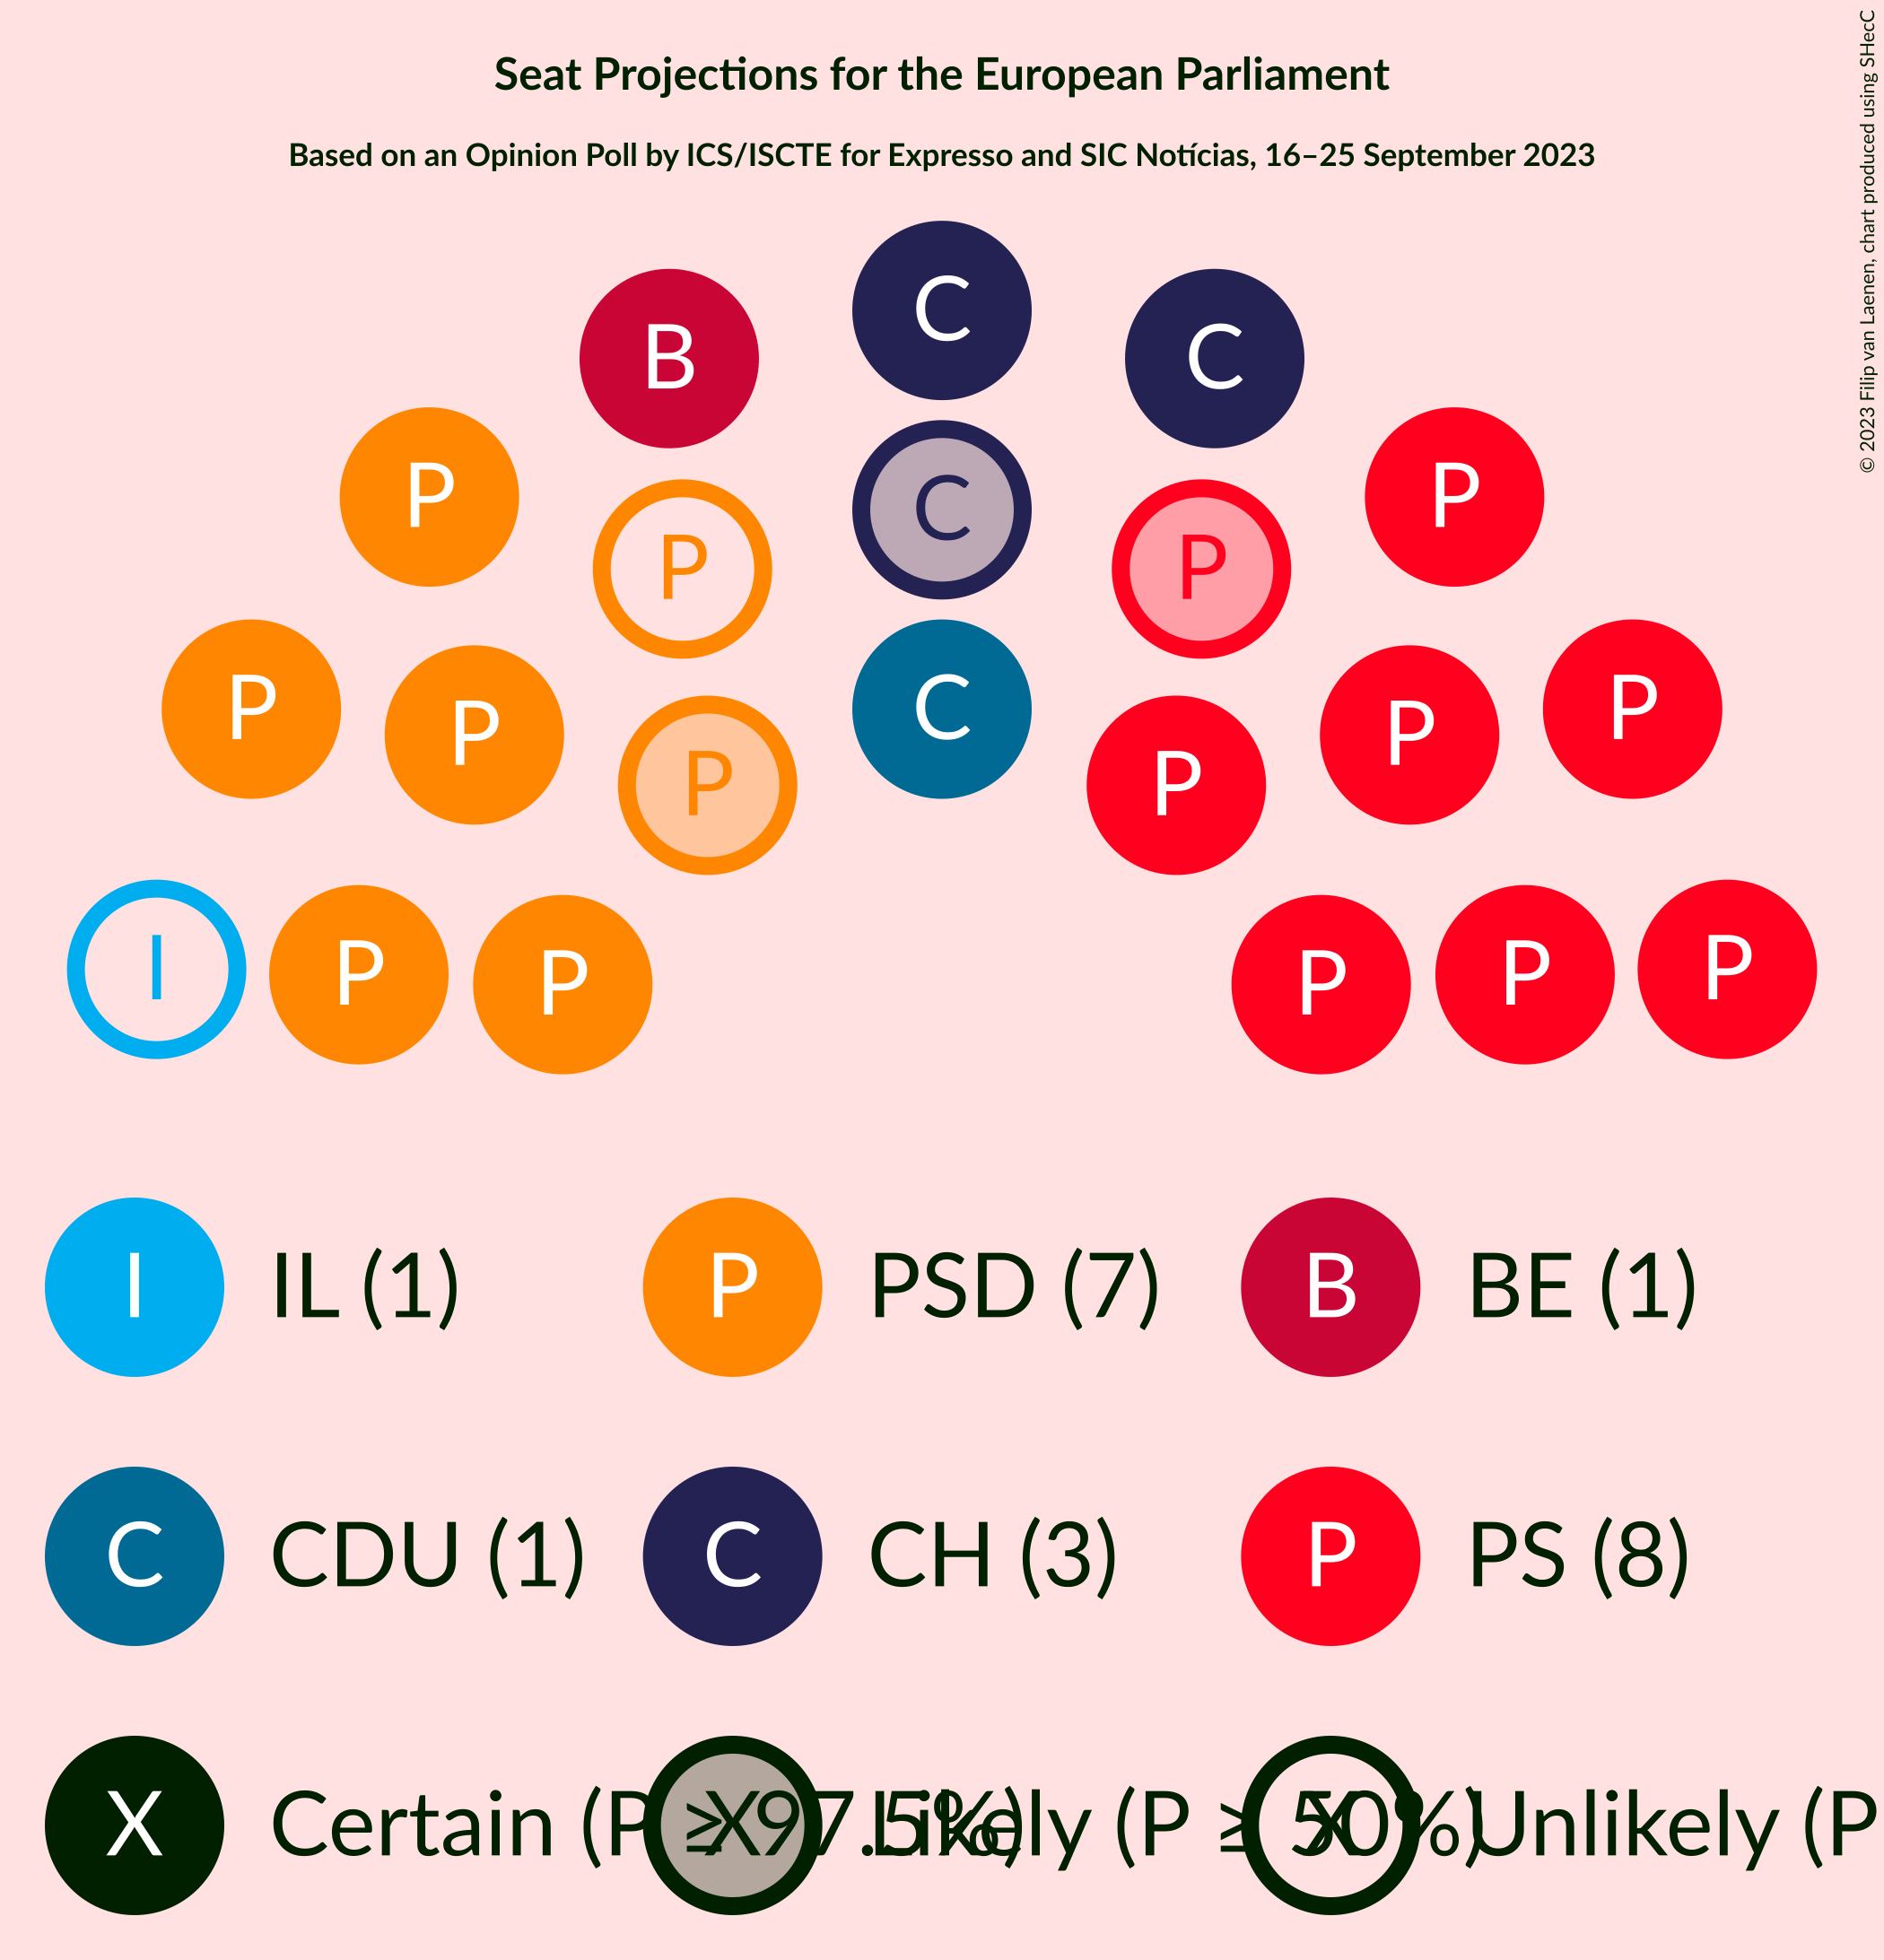 Seat Projections for the European Parliament
Based on an Opinion Poll by ICS/ISCTE for Expresso and SIC Notícias, 16–25 September 2023
© 2023 Filip van Laenen, chart produced using SHecC
C
B C
P C P
P P
P C P
P P
P P
I P P P P P
I IL (1) P PSD (7) B BE (1)
C CDU (1) C CH (3) P PS (8)
X Certain (P ≥ 97.5%) X Likely (P ≥ 50%) X Unlikely (P